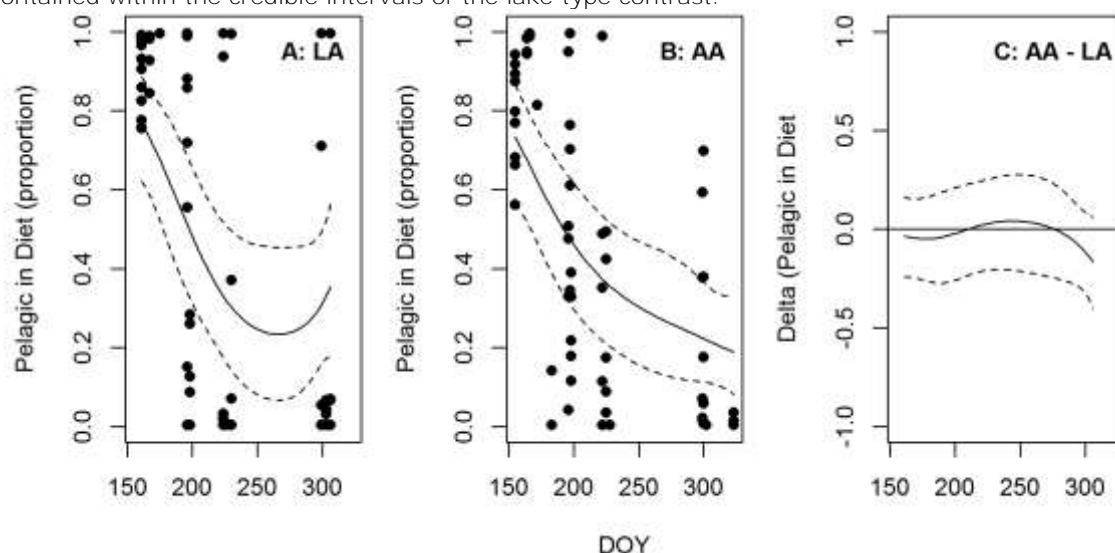 contained within the credible intervals of the lake type contrast.
A: LA
B: AA
C: AA - LA
Pelagic in Diet (proportion)
0.0 0.2 0.4 0.6 0.8 1.0
150 200 250 300
Pelagic in Diet (proportion)
0.0 0.2 0.4 0.6 0.8 1.0
150 200 250 300
Delta (Pelagic in Diet
-1.0 -0.5 0.0 0.5 1.0
150 200 250 300
DOY